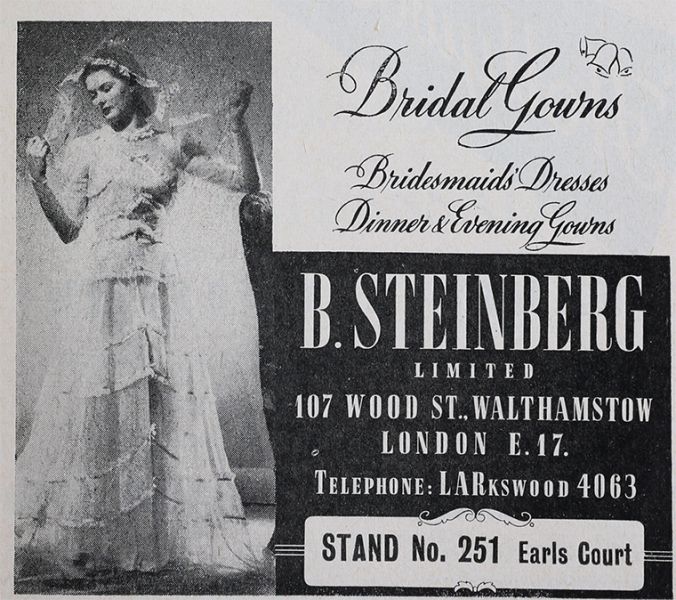 Bridal Gowns
Bridesmaids' Dresses
Dinner & Evening Gowns
B. STEINBERG
LIMITED
107 WOOD ST., WALTHAMSTOW
LONDON E. 17.
TELEPHONE: LARKSWOOD 4063
STAND No. 251 Earls Court